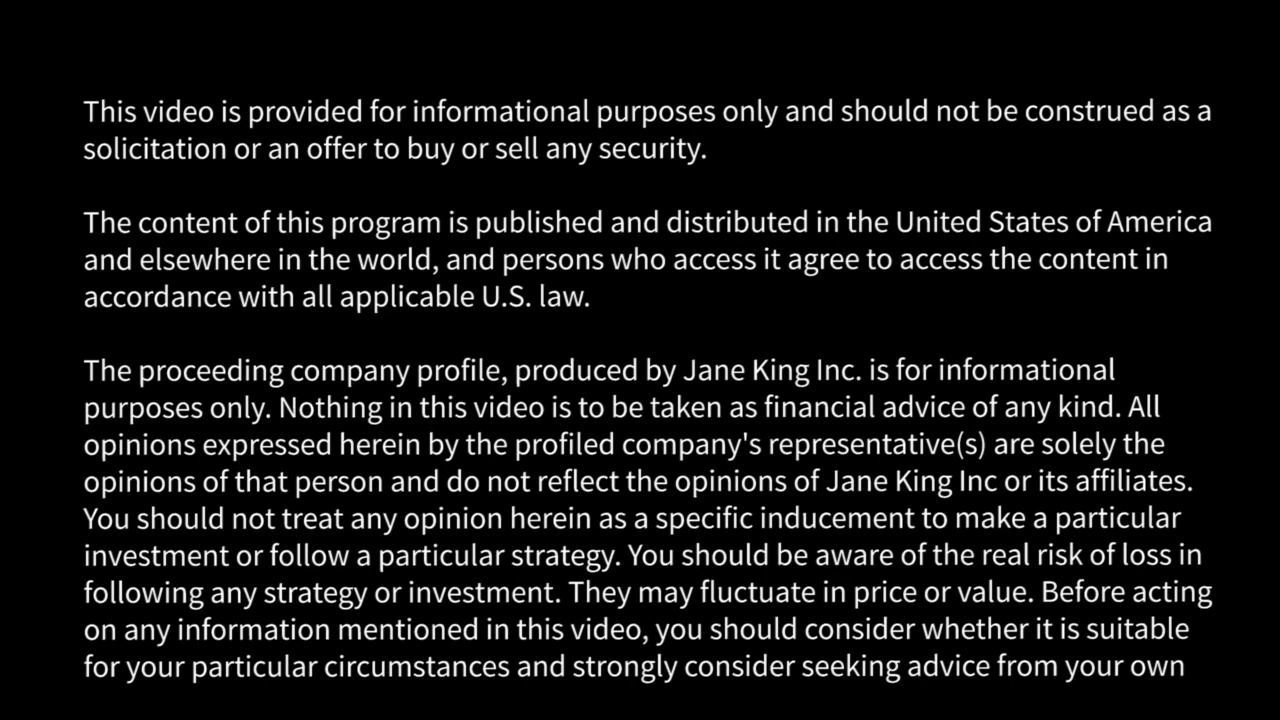 This video is provided for informational purposes only and should not be construed as a
solicitation or an offer to buy or sell any security.
The content of this program is published and distributed in the United States of America
and elsewhere in the world, and persons who access it agree to access the content in
accordance with all applicable U.S. law.
The proceeding company profile, produced by Jane King Inc. is for informational
purposes only. Nothing in this video is to be taken as financial advice of any kind. All
opinions expressed herein by the profiled company's representative(s) are solely the
opinions of that person and do not reflect the opinions of Jane King Inc or its affiliates.
You should not treat any opinion herein as a specific inducement to make a particular
investment or follow a particular strategy. You should be aware of the real risk of loss in
following any strategy or investment. They may fluctuate in price or value. Before acting
on any information mentioned in this video, you should consider whether it is suitable
for your particular circumstances and strongly consider seeking advice from your own